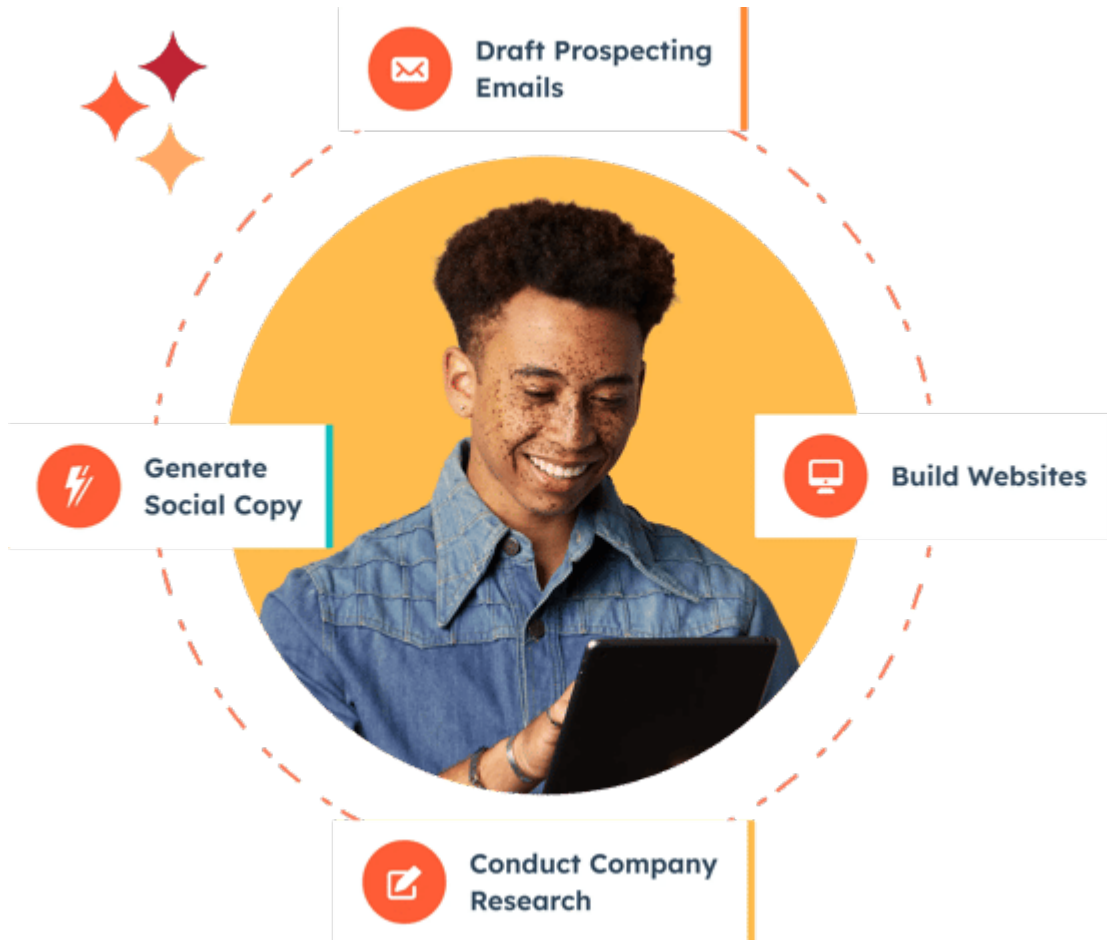 Draft Prospecting
Emails
Generate
Social Copy
Build Websites
Conduct Company
Research